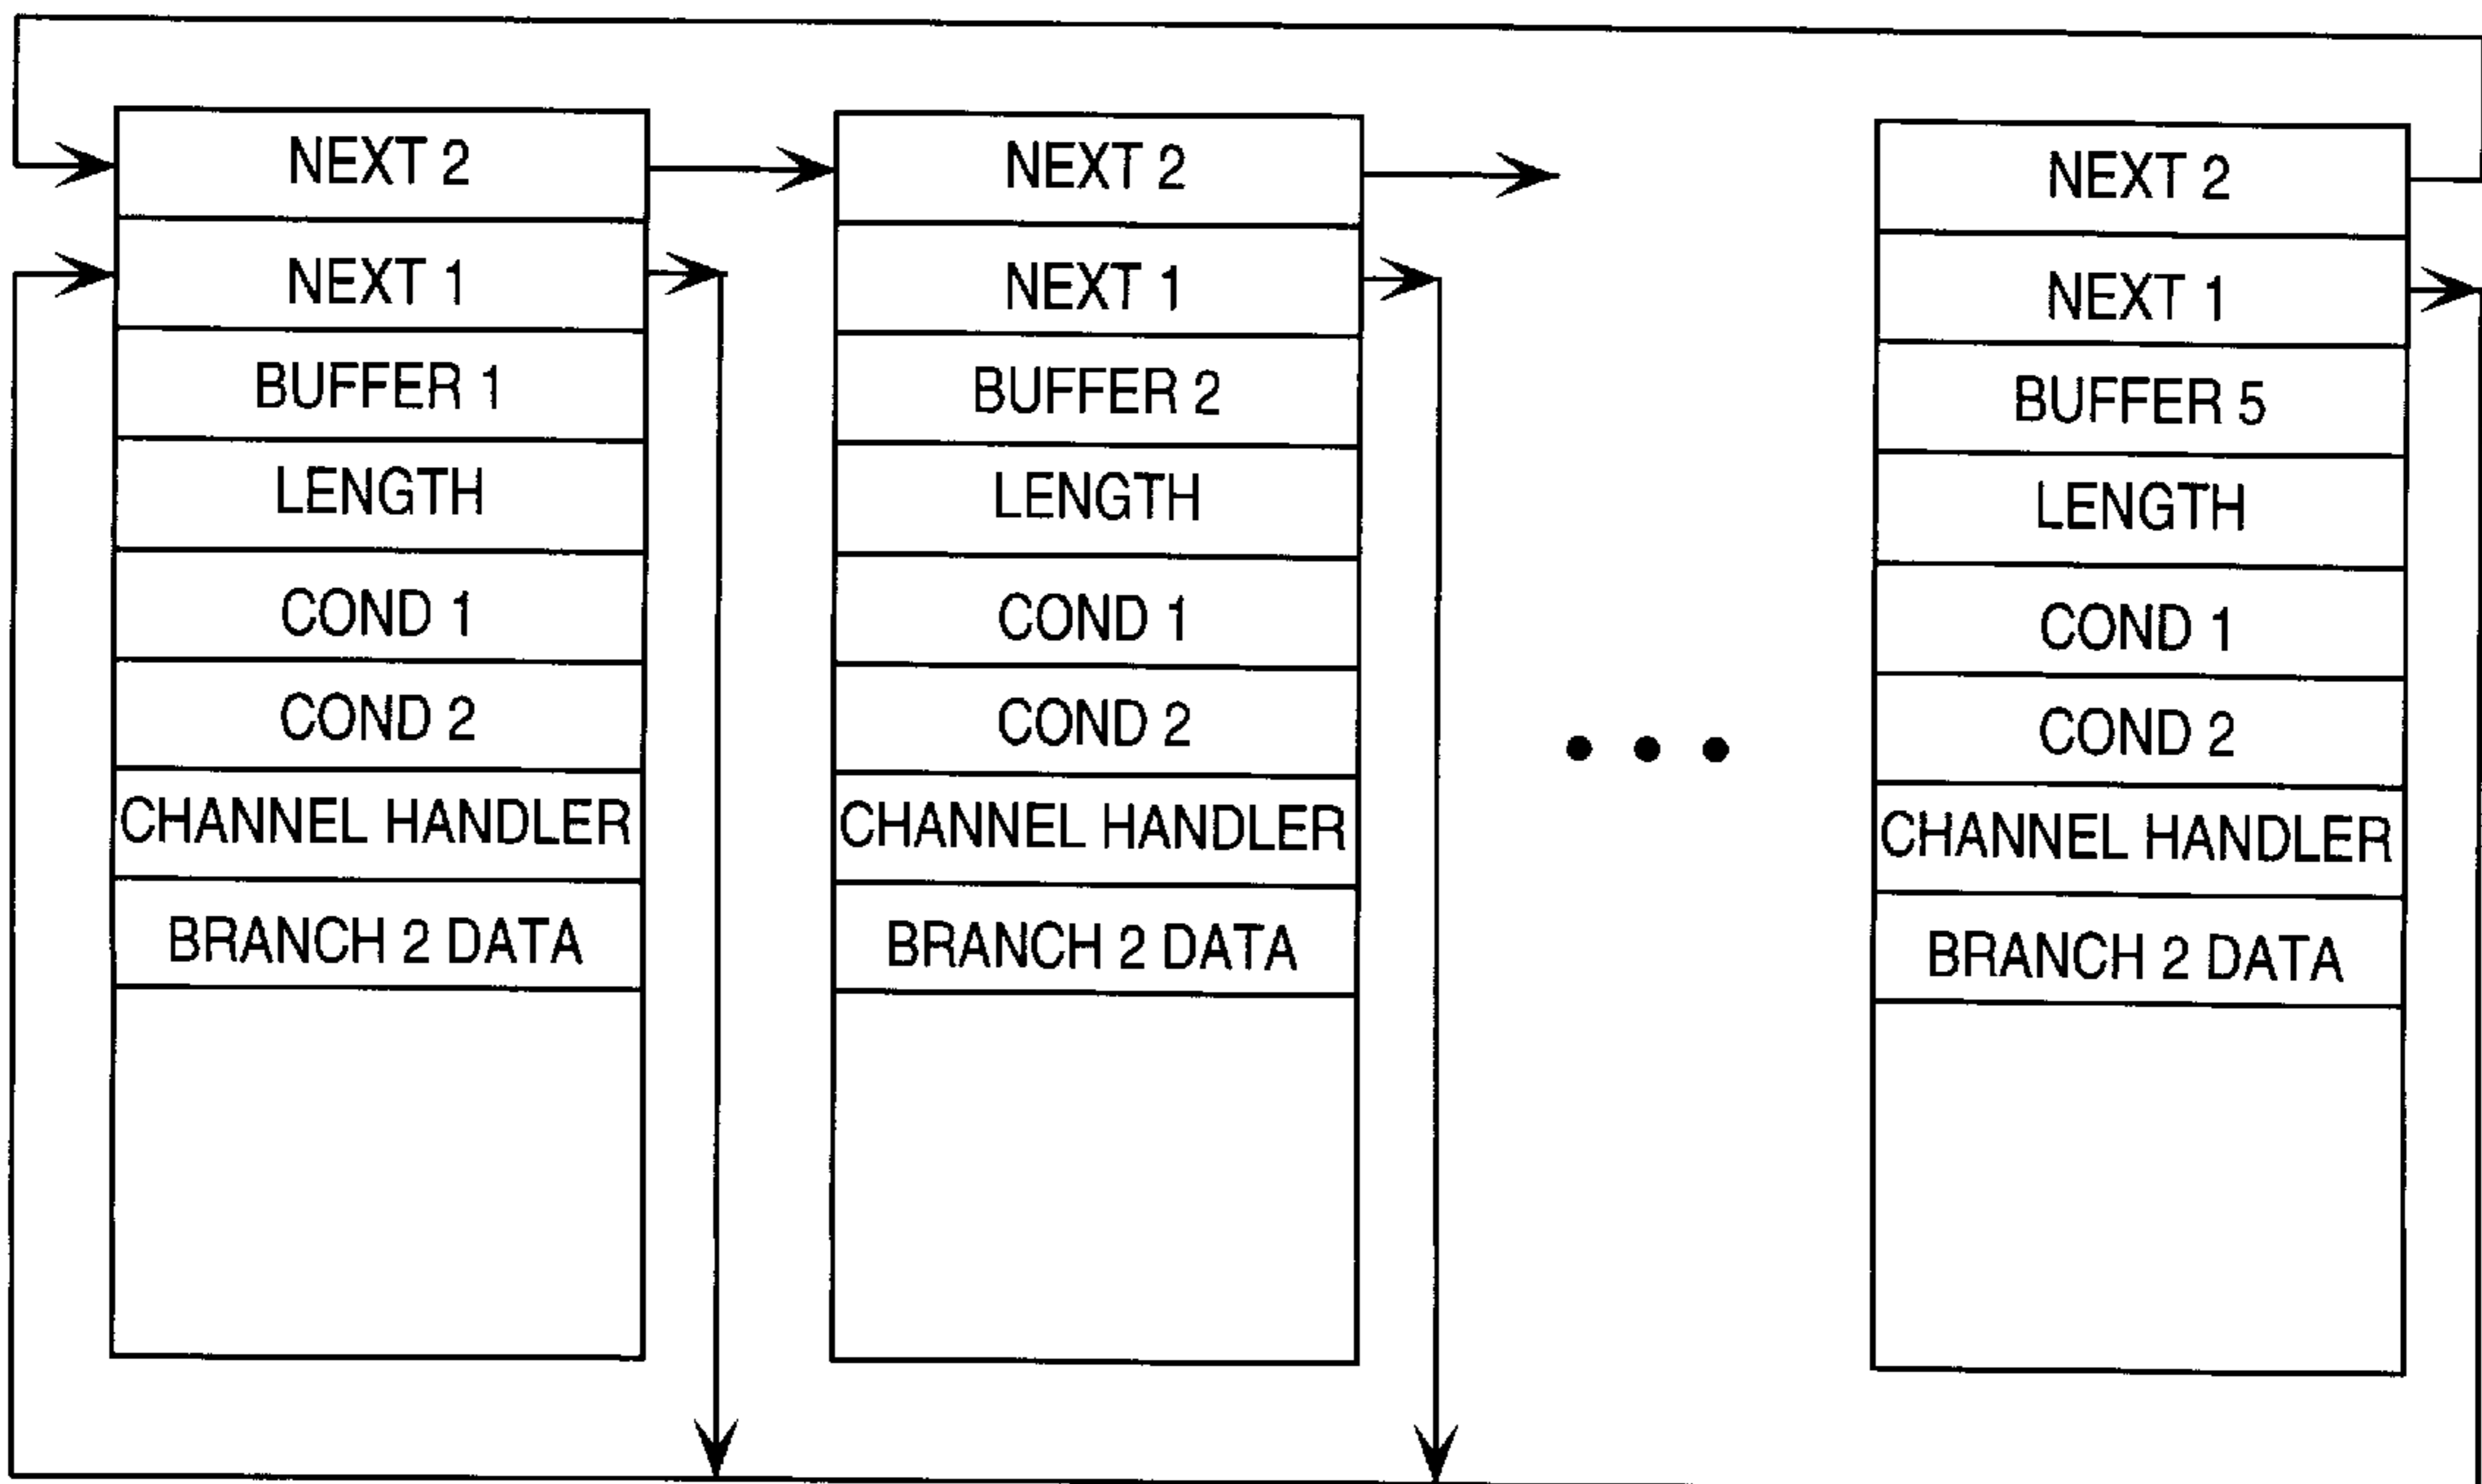 NEXT 2
NEXT 1
BUFFER 1
LENGTH
COND 1
COND 2
CHANNEL HANDLER
BRANCH 2 DATA
NEXT 2
NEXT 1
BUFFER 2
LENGTH
COND 1
COND 2
CHANNEL HANDLER
BRANCH 2 DATA
NEXT 2
NEXT 1
BUFFER 5
LENGTH
COND 1
COND 2
CHANNEL HANDLER
BRANCH 2 DATA